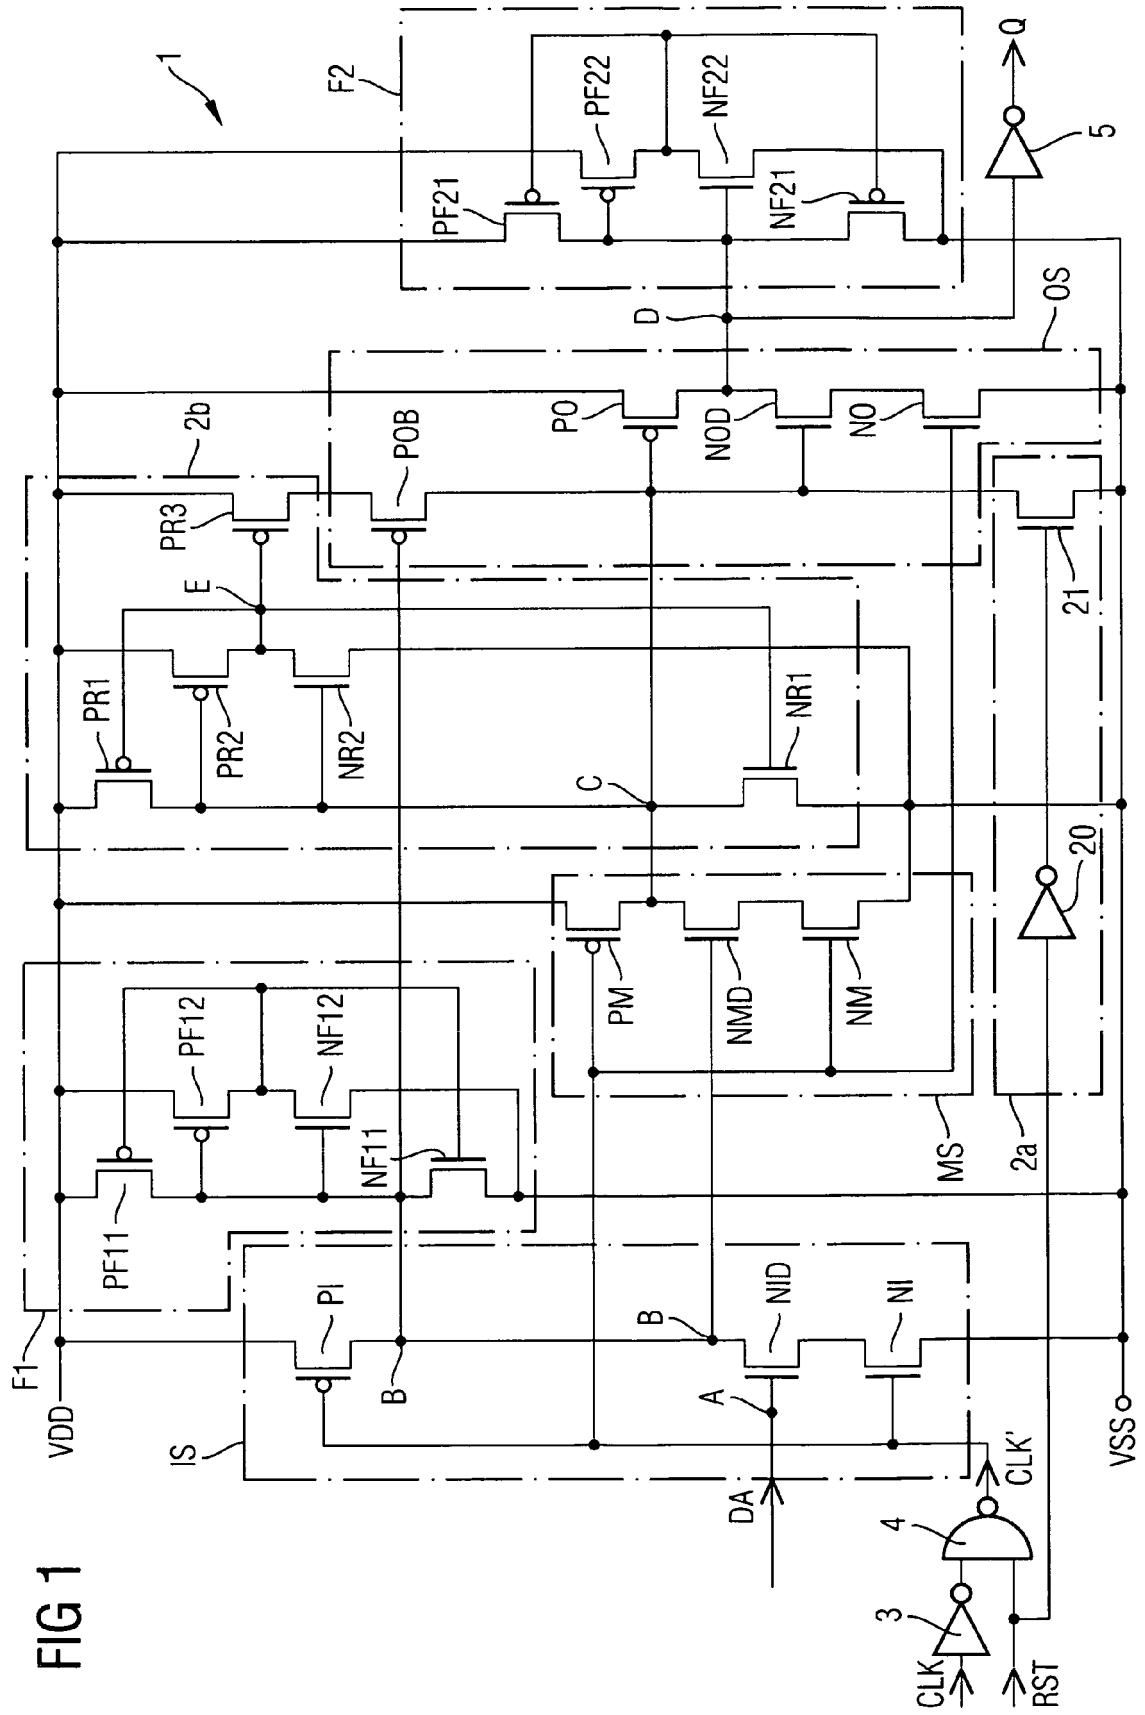 FIG 1
1
F1
VDD
IS
PF11
PF12
NF12
NF11
PI
B
B
A
DA
NID
NI
CLK'
VSS
CLK
RST
3
4
MS
PM
NMD
NM
2a
20
21
PR1
PR2
NR2
NR1
C
E
PR3
2b
POB
PO
NOD
NO
OS
D
F2
PF21
PF22
NF22
NF21
5
Q